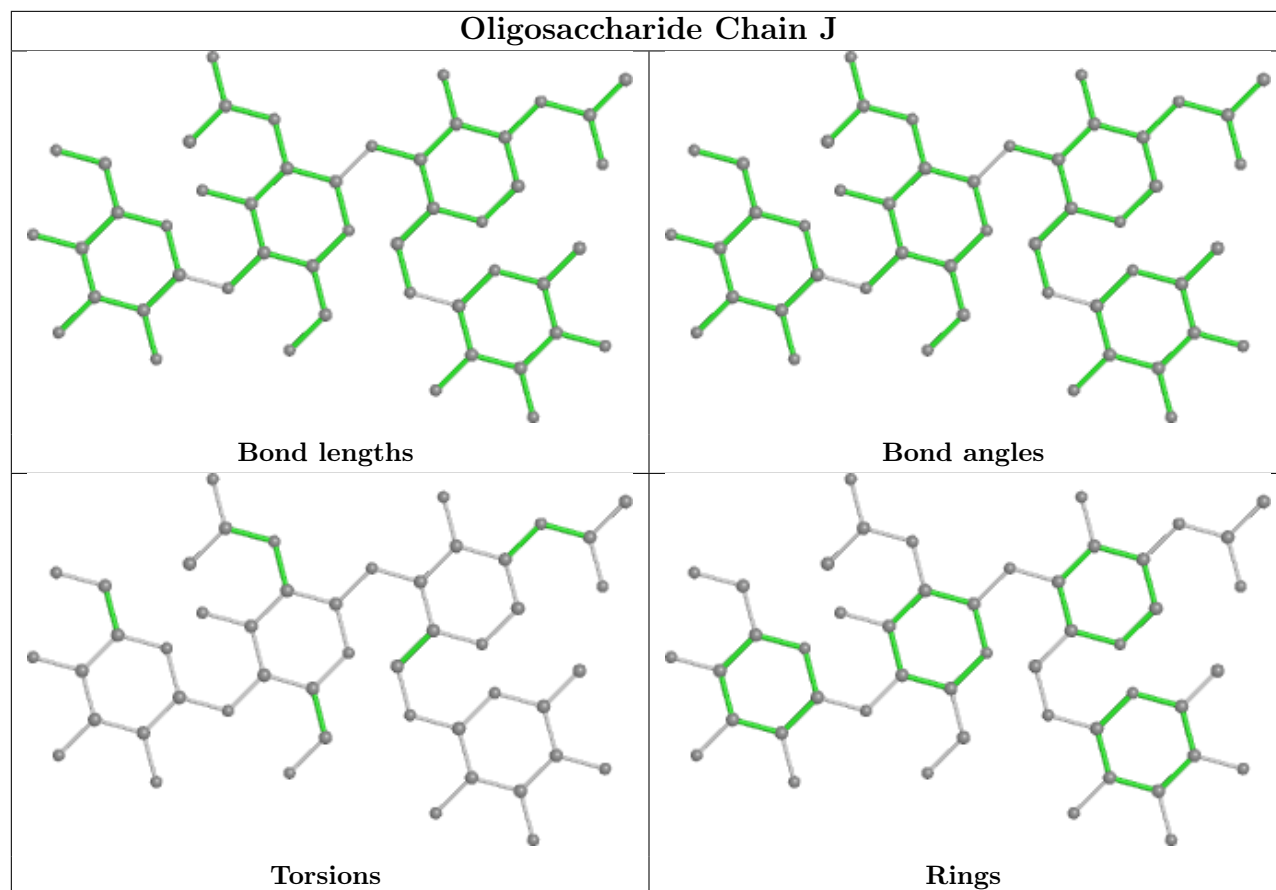 Oligosaccharide Chain J
Bond lengths
Bond angles
Torsions
Rings